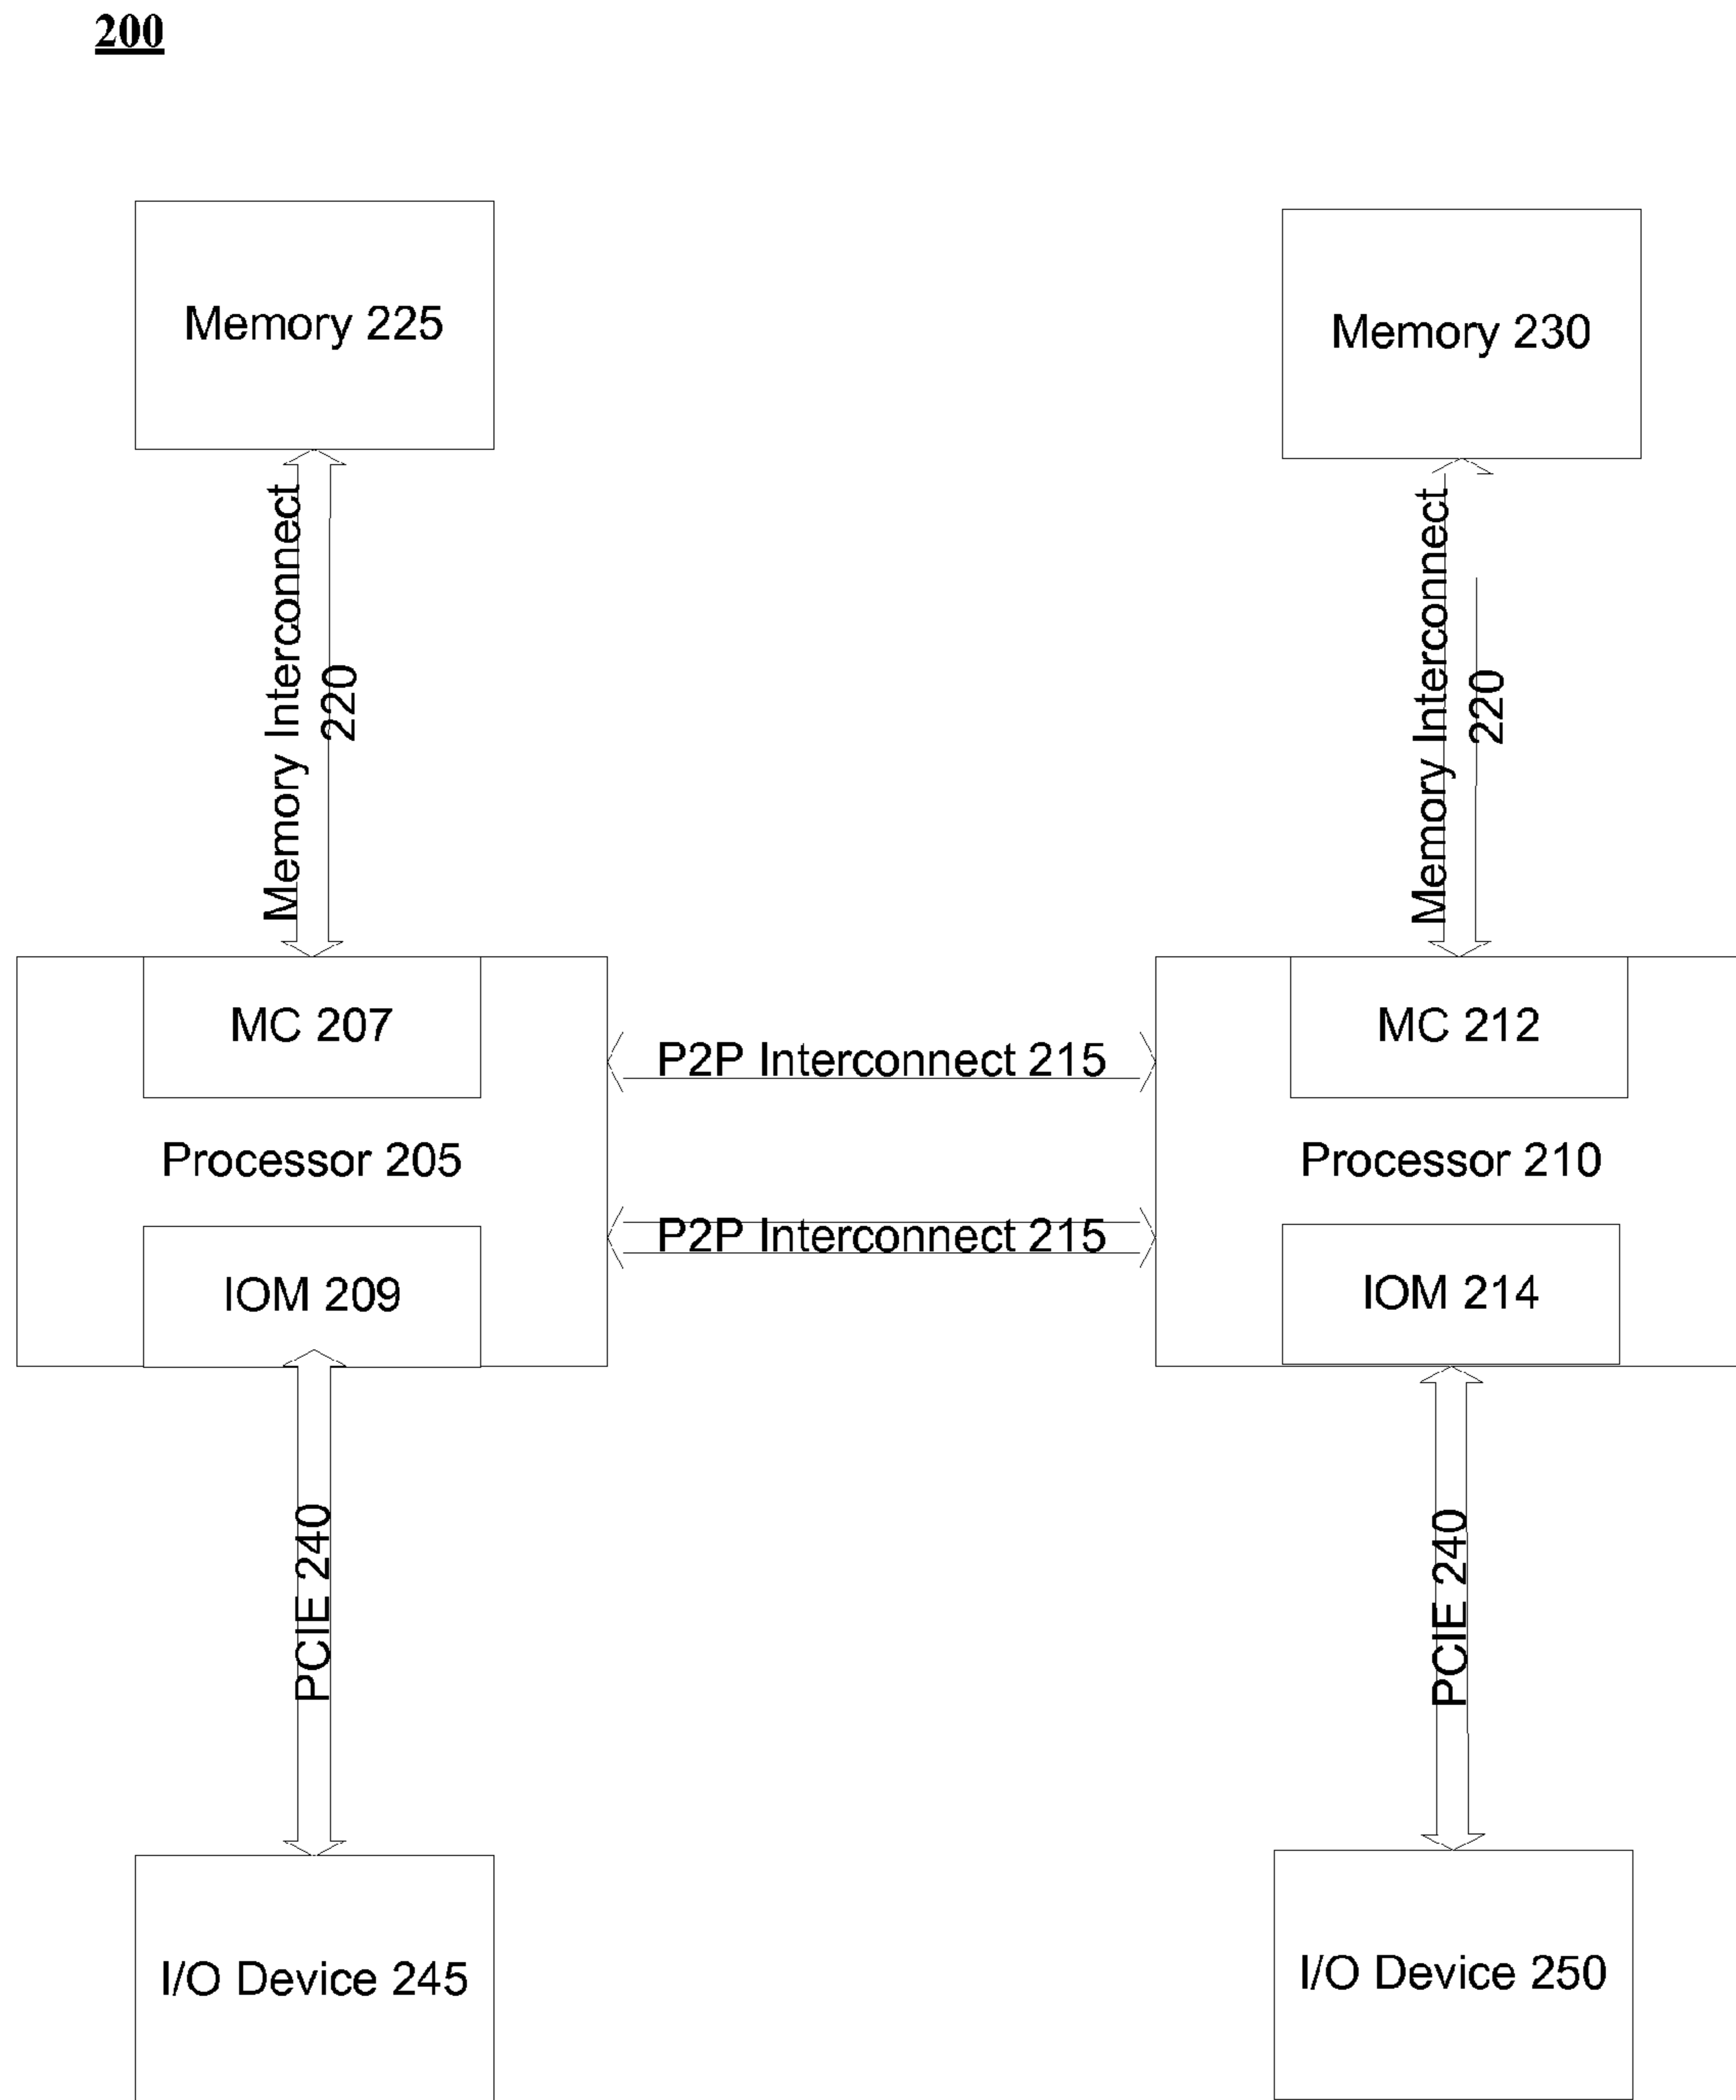 200
Memory 225
Memory 230
Memory Interconnect
220
Memory Interconnect
220
MC 207
MC 212
P2P Interconnect 215
Processor 205
Processor 210
P2P Interconnect 215
IOM 209
IOM 214
PCIE 240
PCIE 240
I/O Device 245
I/O Device 250